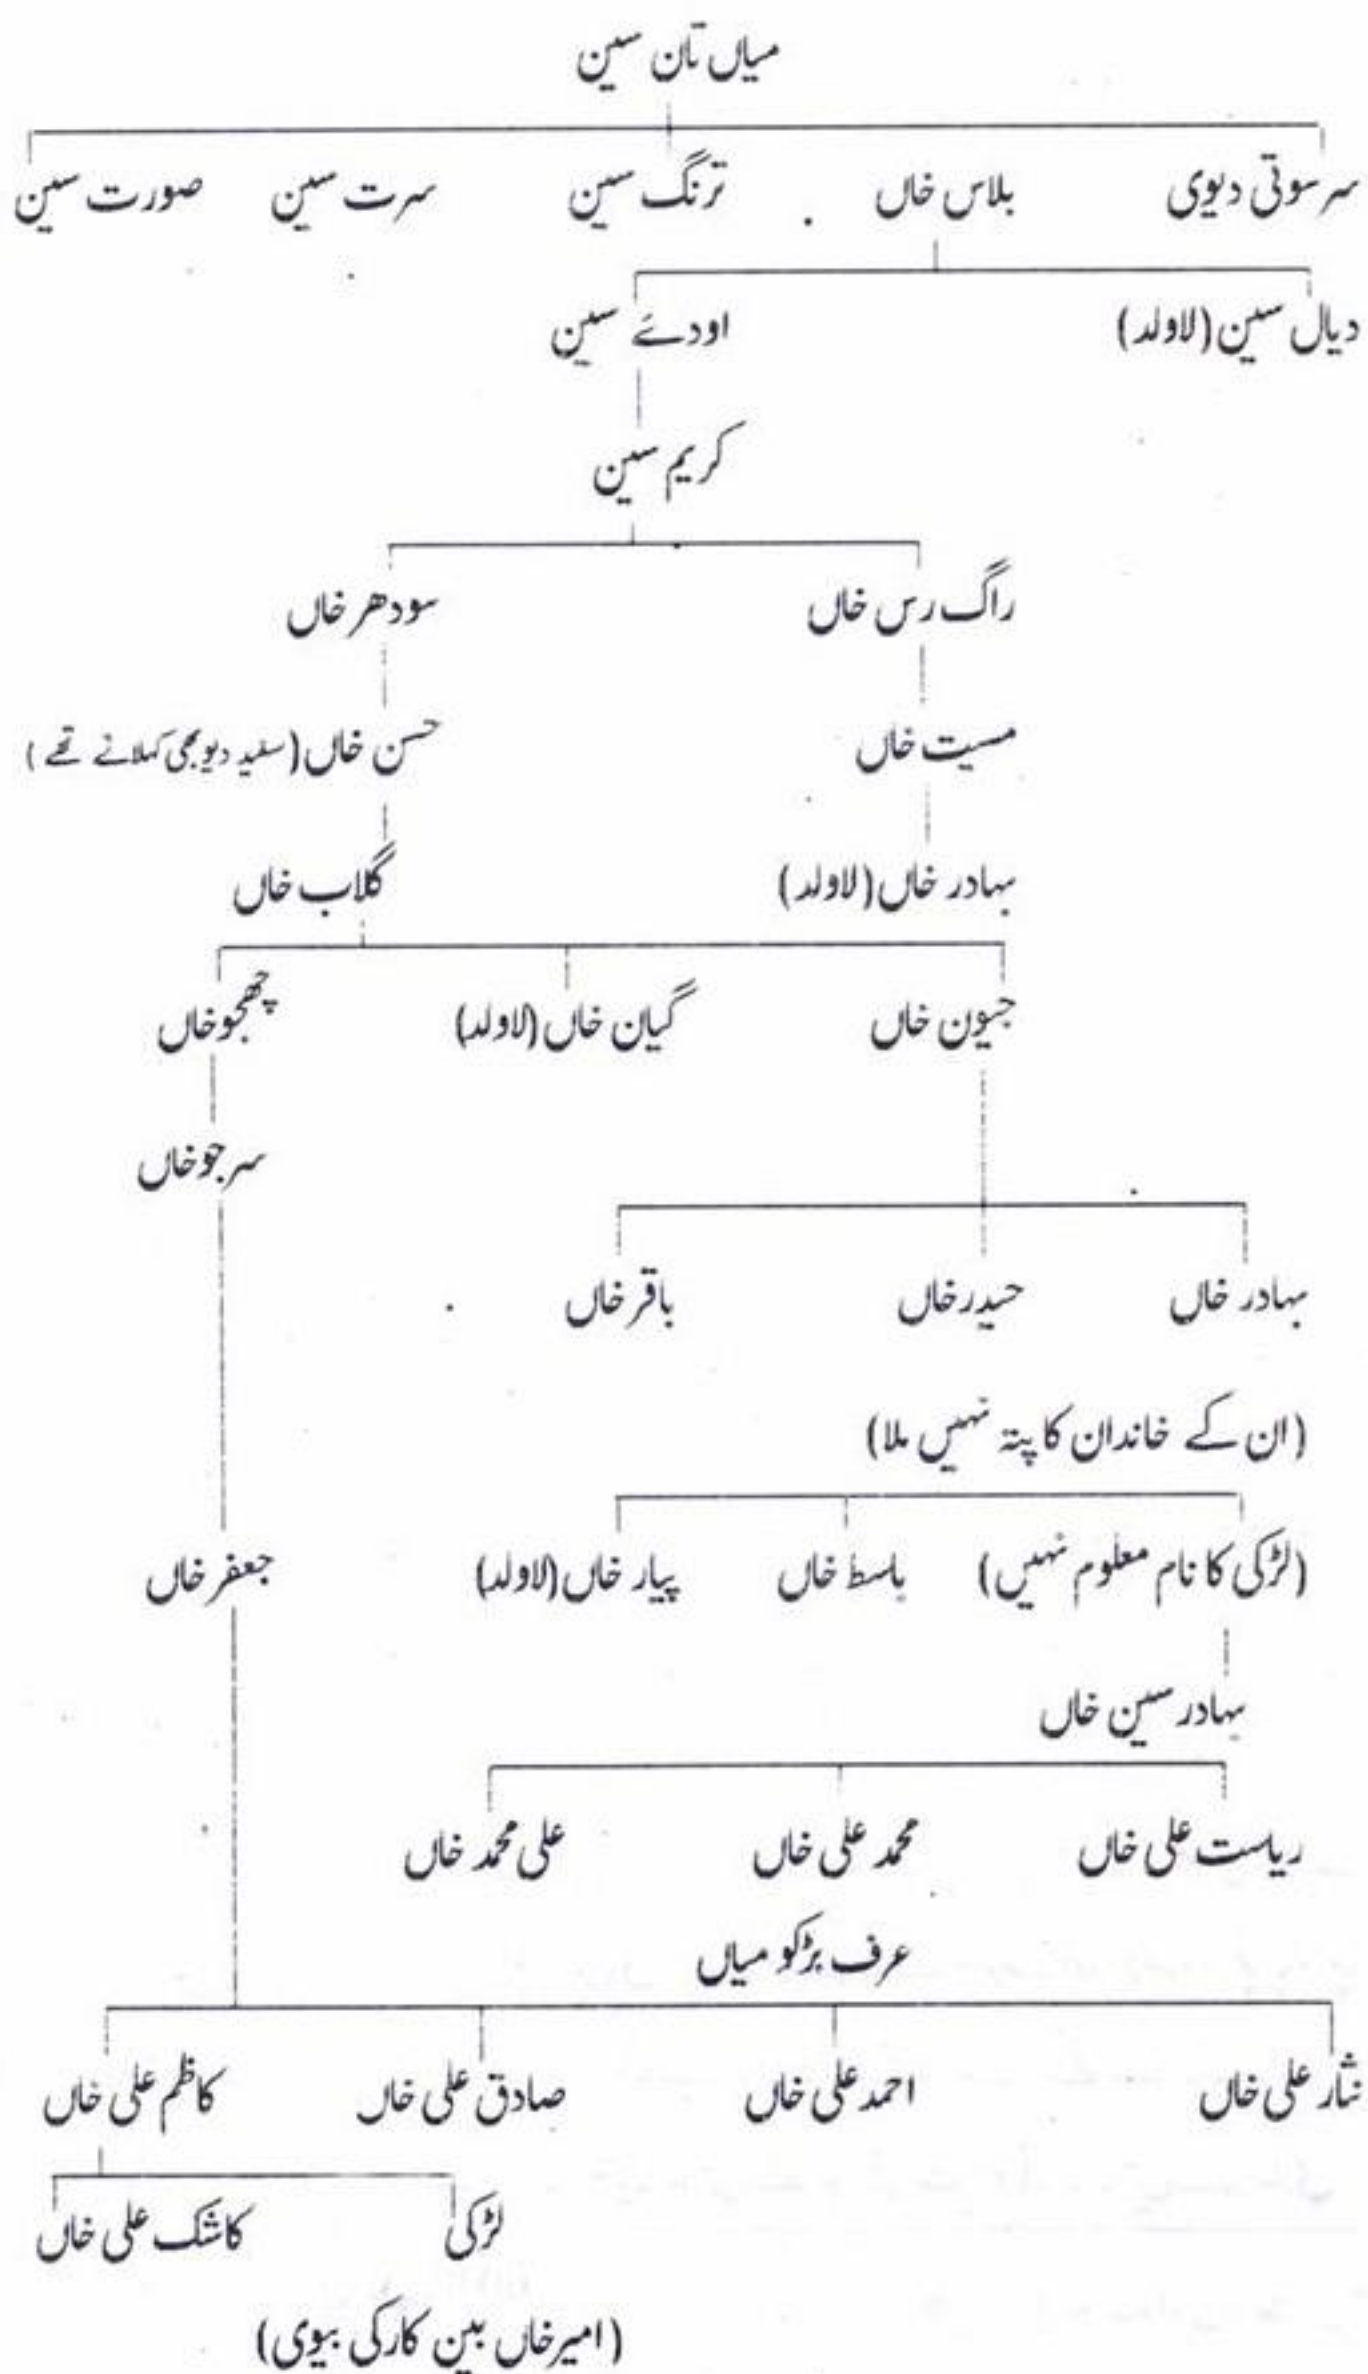 میاں تان سین
سرسوتی دیوی بلاس خاں ترنگ سین سرت سین صورت سین
دیال سین (لاولد) اودئے سین
کریم سین
راگ رس خاں سودھر خاں
مسیت خاں حسن خاں (سفید دیو بھی کہلاتے تھے)
بہادر خاں (لاولد) گلاب خاں
جیون خاں گیان خاں (لاولد) چھجو خاں
سرجو خاں
بہادر خاں حیدر خاں باقر خاں
(ان کے خاندان کا پتہ نہیں ملا)
(لڑکی کا نام معلوم نہیں) باسط خاں پیار خاں (لاولد) جعفر خاں
بہادر سین خاں
ریاست علی خاں محمد علی خاں علی محمد خاں
عرف بڑکو میاں
نثار علی خاں احمد علی خاں صادق علی خاں کاظم علی خاں
لڑکی کاشک علی خاں
(امیر خاں بین کار کی بیوی)